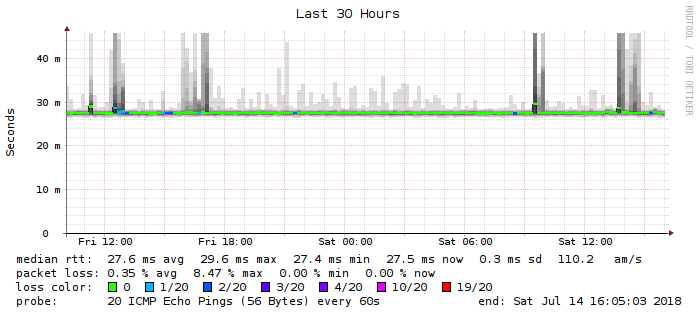 Last 30 Hours
RRDTOOL / TOBI OETIKER
Seconds
40 m
30 m
20 m
10 m
0
Fri 12:00 Fri 18:00 Sat 00:00 Sat 06:00 Sat 12:00
median rtt: 27.6 ms avg 29.6 ms max 27.4 ms min 27.5 ms now 0.3 ms sd 110.2 am/s
packet loss: 0.35 % avg 8.47 % max 0.00 % min 0.00 % now
loss color: 0 1/20 2/20 3/20 4/20 10/20 19/20
probe: 20 ICMP Echo Pings (56 Bytes) every 60s end: Sat Jul 14 16:05:03 2018